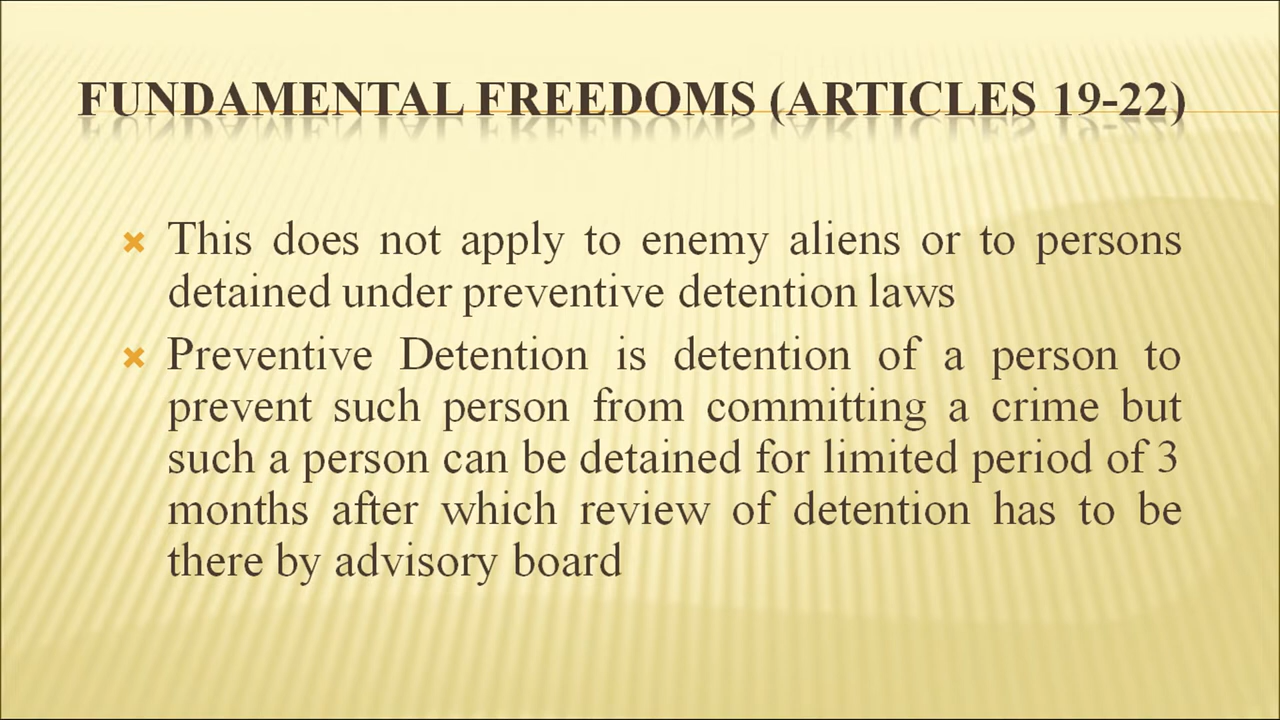 FUNDAMENTAL FREEDOMS (ARTICLES 19-22)
This does not apply to enemy aliens or to persons
detained under preventive detention laws
Preventive Detention is detention of a person to
prevent such person from committing a crime but
such a person can be detained for limited period of 3
months after which review of detention has to be
there by advisory board